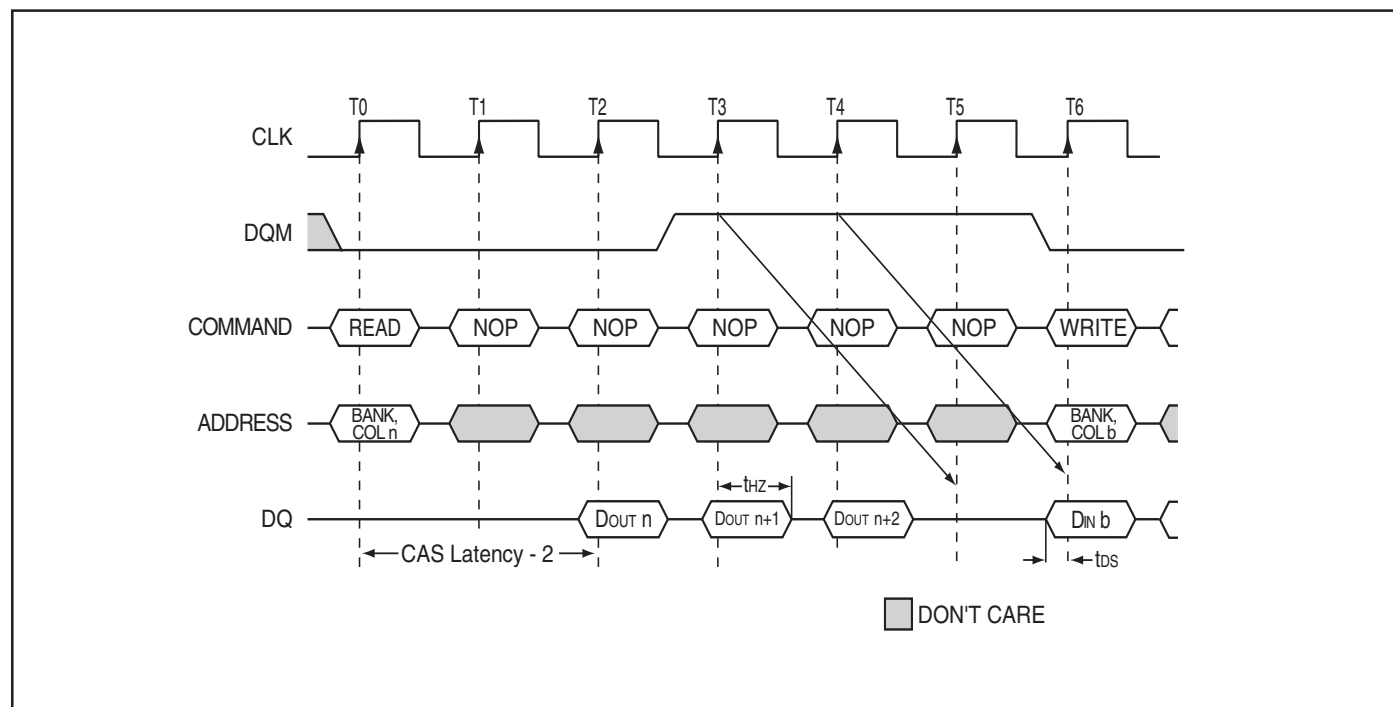 T0 T1 T2 T3 T4 T5 T6
CLK
DQM
COMMAND READ NOP NOP NOP NOP NOP WRITE
ADDRESS BANK, COL n BANK, COL b
tHZ
DQ DOUT n DOUT n+1 DOUT n+2 DIN b
CAS Latency - 2 tDS
DON'T CARE